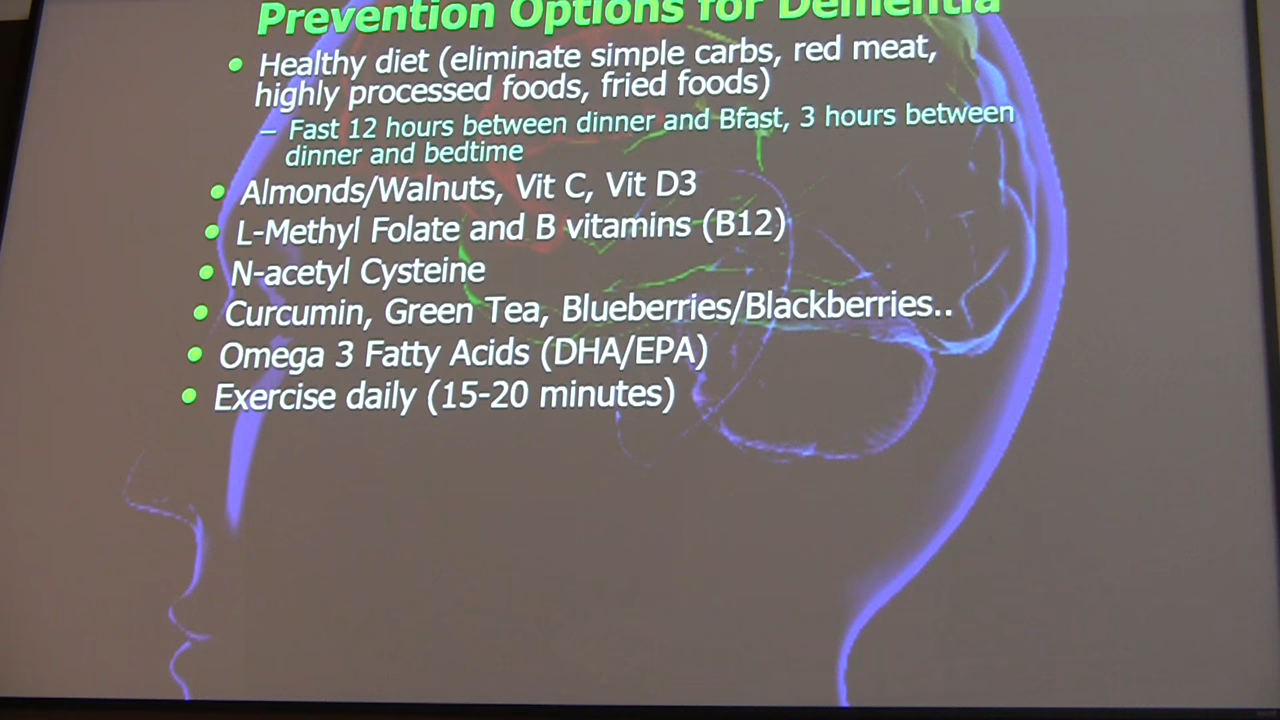 Prevention Options for Dementia
• Healthy diet (eliminate simple carbs, red meat,
highly processed foods, fried foods)
– Fast 12 hours between dinner and Bfast, 3 hours between
dinner and bedtime
• Almonds/Walnuts, Vit C, Vit D3
• L-Methyl Folate and B vitamins (B12)
• N-acetyl Cysteine
• Curcumin, Green Tea, Blueberries/Blackberries..
• Omega 3 Fatty Acids (DHA/EPA)
• Exercise daily (15-20 minutes)